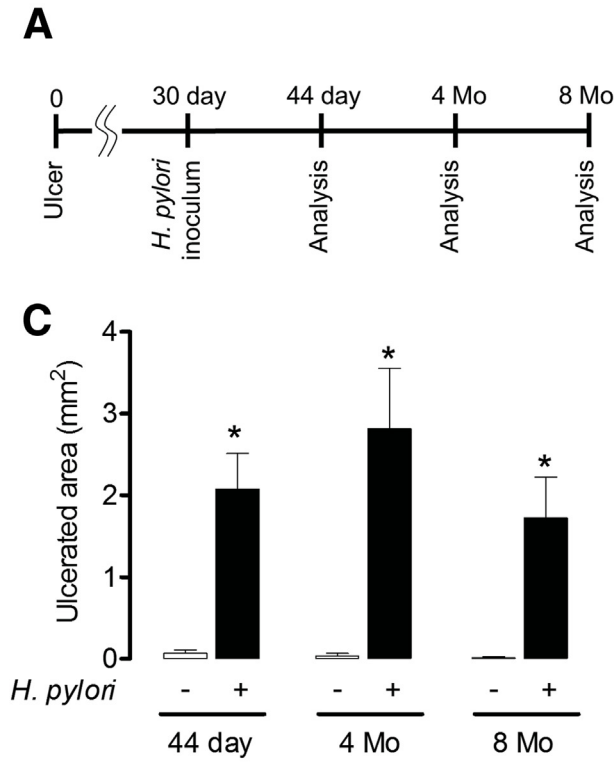 A
0 30 day 44 day 4 Mo 8 Mo
Ulcer
H. pylori
inoculum
Analysis
Analysis
Analysis
C
Ulcerated area (mm²)
4
3
2
1
0
* * *
H. pylori - + - + - +
44 day 4 Mo 8 Mo